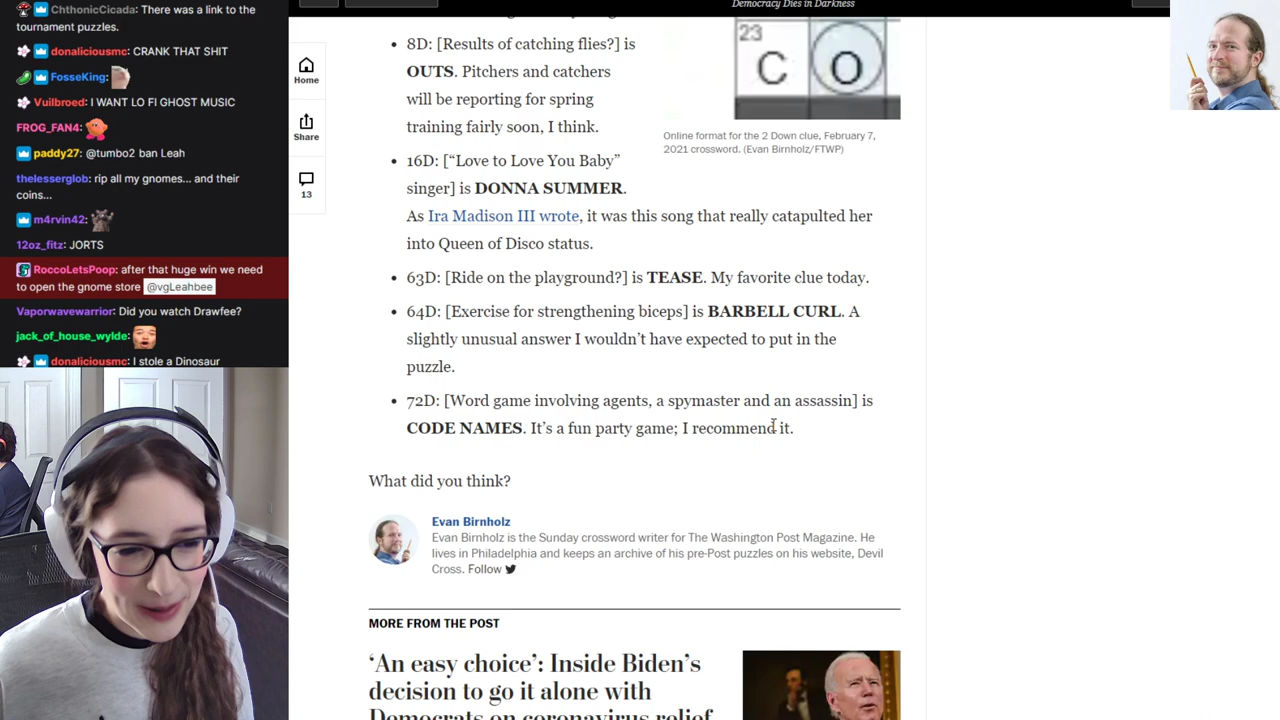 ChthonicCicada: There was a link to the
tournament puzzles.
donaliciousmc: CRANK THAT SHIT
FosseKing:
Vuilbroed: I WANT LO FI GHOST MUSIC
FROG_FAN4:
paddy27: @tumbo2 ban Leah
thelesserglob: rip all my gnomes... and their
coins...
m4rvin42:
12oz_fitz: JORTS
RoccoLetsPoop: after that huge win we need
to open the gnome store @vgLeahbee
Vaporwavewarrior: Did you watch Drawfee?
jack_of_house_wylde:
donaliciousmc: I stole a Dinosaur
Home
Share
13
Democracy Dies in Darkness
• 8D: [Results of catching flies?] is
OUTS. Pitchers and catchers
will be reporting for spring
training fairly soon, I think.
23
C O
Online format for the 2 Down clue, February 7,
2021 crossword. (Evan Birnholz/FTWP)
• 16D: [“Love to Love You Baby”
singer] is DONNA SUMMER.
As Ira Madison III wrote, it was this song that really catapulted her
into Queen of Disco status.
• 63D: [Ride on the playground?] is TEASE. My favorite clue today.
• 64D: [Exercise for strengthening biceps] is BARBELL CURL. A
slightly unusual answer I wouldn’t have expected to put in the
puzzle.
• 72D: [Word game involving agents, a spymaster and an assassin] is
CODE NAMES. It’s a fun party game; I recommend it.
What did you think?
Evan Birnholz
Evan Birnholz is the Sunday crossword writer for The Washington Post Magazine. He
lives in Philadelphia and keeps an archive of his pre-Post puzzles on his website, Devil
Cross. Follow
MORE FROM THE POST
‘An easy choice’: Inside Biden’s
decision to go it alone with
Democrats on coronavirus relief